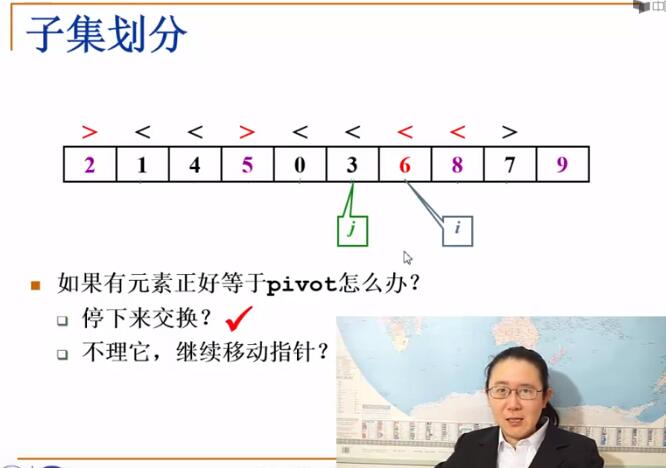 子集划分
> < < > < < < < >
2 1 4 5 0 3 6 8 7 9
j i
如果有元素正好等于pivot怎么办？
停下来交换？
不理它，继续移动指针？